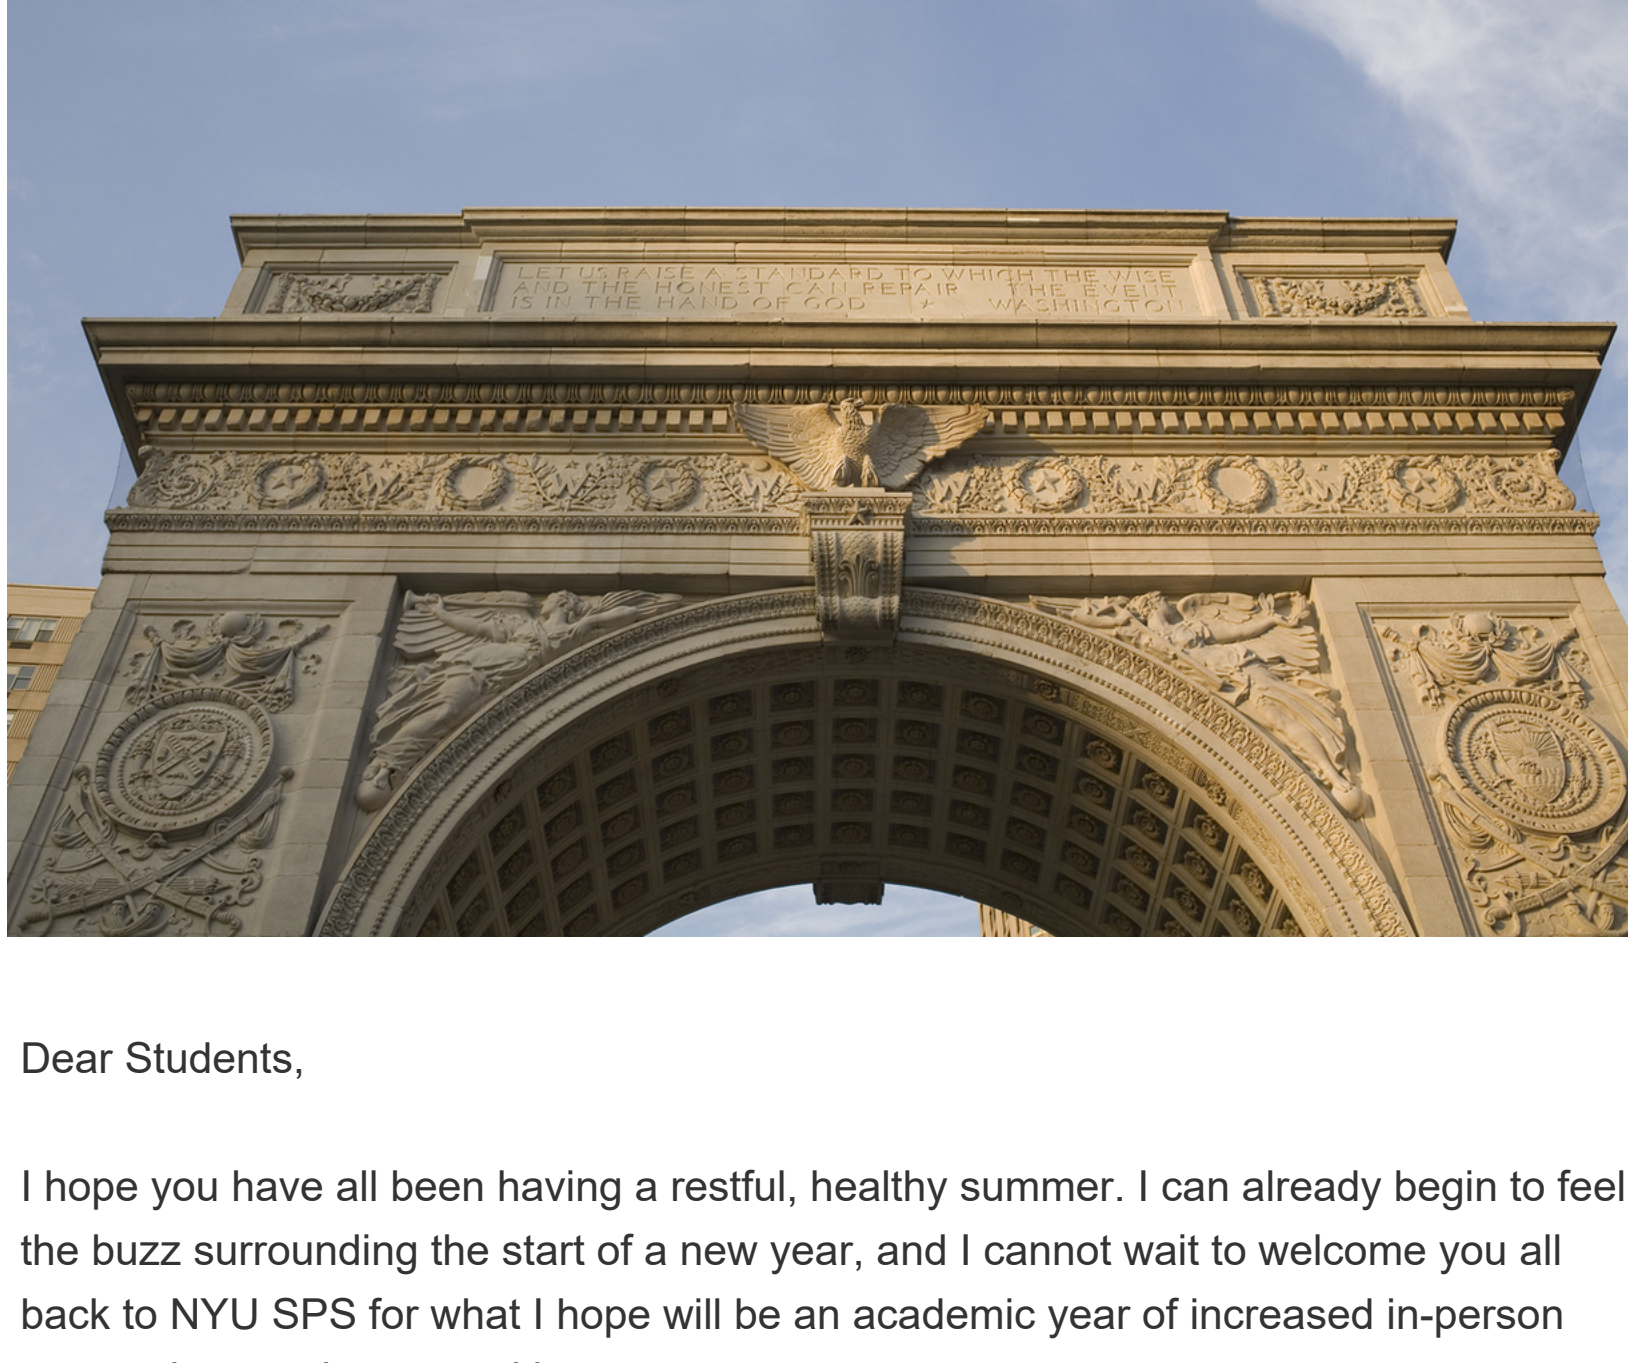 LET US RAISE A STANDARD TO WHICH THE WISE
AND THE HONEST CAN REPAIR THE EVENT
IS IN THE HAND OF GOD WASHINGTON
W W W W W W
Dear Students,
I hope you have all been having a restful, healthy summer. I can already begin to feel
the buzz surrounding the start of a new year, and I cannot wait to welcome you all
back to NYU SPS for what I hope will be an academic year of increased in-person